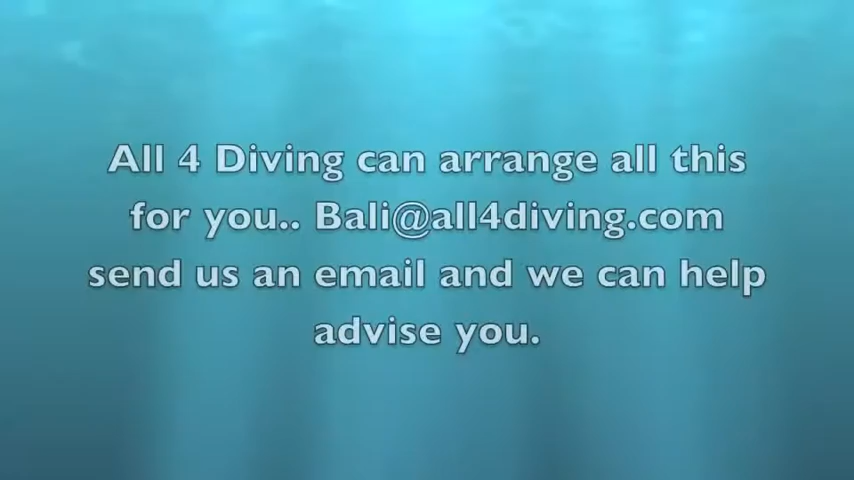 All 4 Diving can arrange all this
for you.. Bali@all4diving.com
send us an email and we can help
advise you.